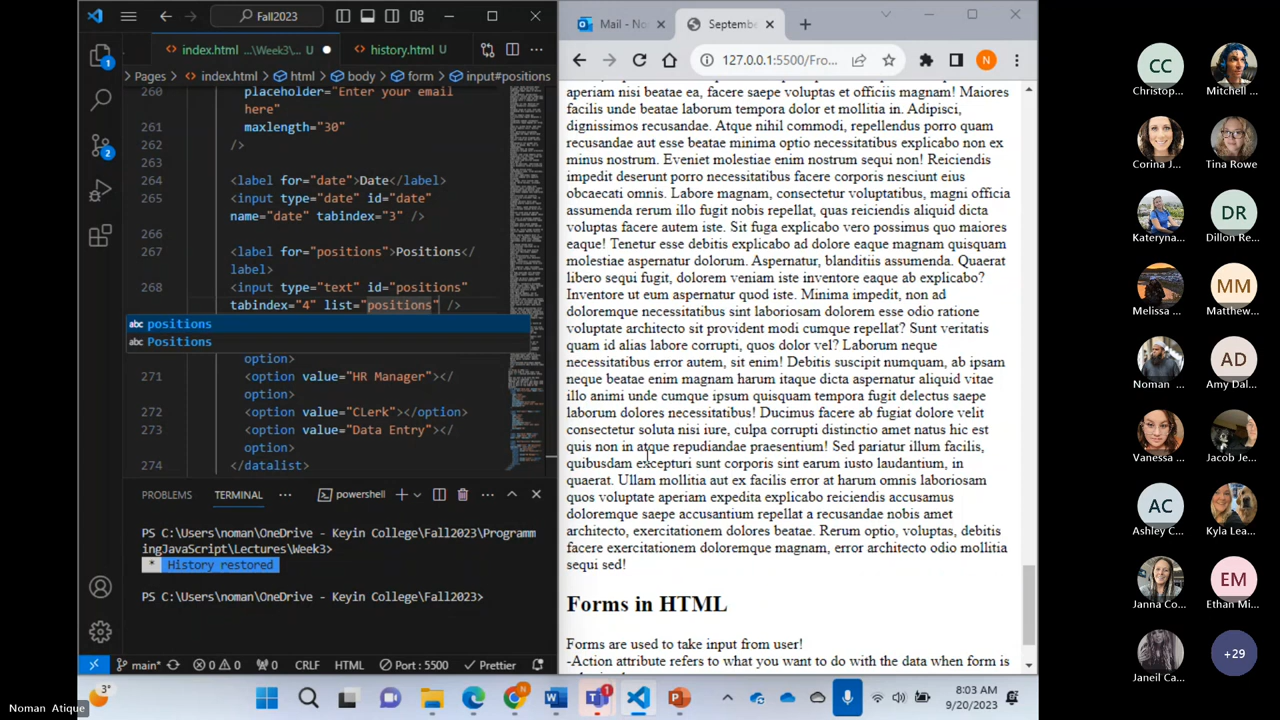 Fall2023
index.html ...\Week3\... U
history.html U
Pages > index.html > html > body > form > input#positions
260
placeholder="Enter your email
here"
261 maxlength="30"
262 />
263
264 <label for="date">Date</label>
265 <input type="date" id="date"
name="date" tabindex="3" />
266
267 <label for="positions">Positions</
label>
268 <input type="text" id="positions"
tabindex="4" list="positions" />
abc positions
abc Positions
option>
271 <option value="HR Manager"></
option>
272 <option value="CLerk"></option>
273 <option value="Data Entry"></
option>
274 </datalist>
PROBLEMS TERMINAL ... powershell
PS C:\Users\noman\OneDrive - Keyin College\Fall2023\Programm
ingJavaScript\Lectures\Week3>
* History restored
PS C:\Users\noman\OneDrive - Keyin College\Fall2023>
main* 0 0 0 CRLF HTML Port : 5500 Prettier
1
2
Mail - No
Septembe
127.0.0.1:5500/Fro...
N
aperiam nisi beatae ea, facere saepe voluptas et officiis magnam! Maiores
facilis unde beatae laborum tempora dolor et mollitia in. Adipisci,
dignissimos recusandae. Atque nihil commodi, repellendus porro quam
recusandae aut esse beatae minima optio necessitatibus explicabo non ex
minus nostrum. Eveniet molestiae enim nostrum sequi non! Reiciendis
impedit deserunt porro necessitatibus facere corporis nesciunt eius
obcaecati omnis. Labore magnam, consectetur voluptatibus, magni officia
assumenda rerum illo fugit nobis repellat, quas reiciendis aliquid dicta
voluptas facere autem iste. Sit fuga explicabo vero possimus quo maiores
eaque! Tenetur esse debitis explicabo ad dolore eaque magnam quisquam
molestiae aspernatur dolorum. Aspernatur, blanditiis assumenda. Quaerat
libero sequi fugit, dolorem veniam iste inventore eaque ab explicabo?
Inventore ut eum aspernatur quod iste. Minima impedit, non ad
doloremque necessitatibus sint laboriosam dolorem esse odio ratione
voluptate architecto sit provident modi cumque repellat? Sunt veritatis
quam id alias labore corrupti, quos dolor vel? Laborum neque
necessitatibus error autem, sit enim! Debitis suscipit numquam, ab ipsam
neque beatae enim magnam harum itaque dicta aspernatur aliquid vitae
illo animi unde cumque ipsum quisquam tempora fugit delectus saepe
laborum dolores necessitatibus! Ducimus facere ab fugiat dolore velit
consectetur soluta nisi iure, culpa corrupti distinctio amet natus hic est
quis non in atque repudiandae praesentium! Sed pariatur illum facilis,
quibusdam excepturi sunt corporis sint earum iusto laudantium, in
quaerat. Ullam mollitia aut ex facilis error at harum omnis laboriosam
quos voluptate aperiam expedita explicabo reiciendis accusamus
doloremque saepe accusantium repellat a recusandae nobis amet
architecto, exercitationem dolores beatae. Rerum optio, voluptas, debitis
facere exercitationem doloremque magnam, error architecto odio mollitia
sequi sed!
Forms in HTML
Forms are used to take input from user!
-Action attribute refers to what you want to do with the data when form is
CC
Christop...
Mitchell ...
Corina J...
Tina Rowe
Kateryna...
DR
Dillon Re...
Melissa ...
MM
Matthew...
Noman ...
AD
Amy Dal...
Vanessa ...
Jacob Je...
AC
Ashley C...
Kyla Lea...
Janna Co...
EM
Ethan Mi...
Janeil Ca...
+29
3°
1
8:03 AM
9/20/2023
Noman Atique